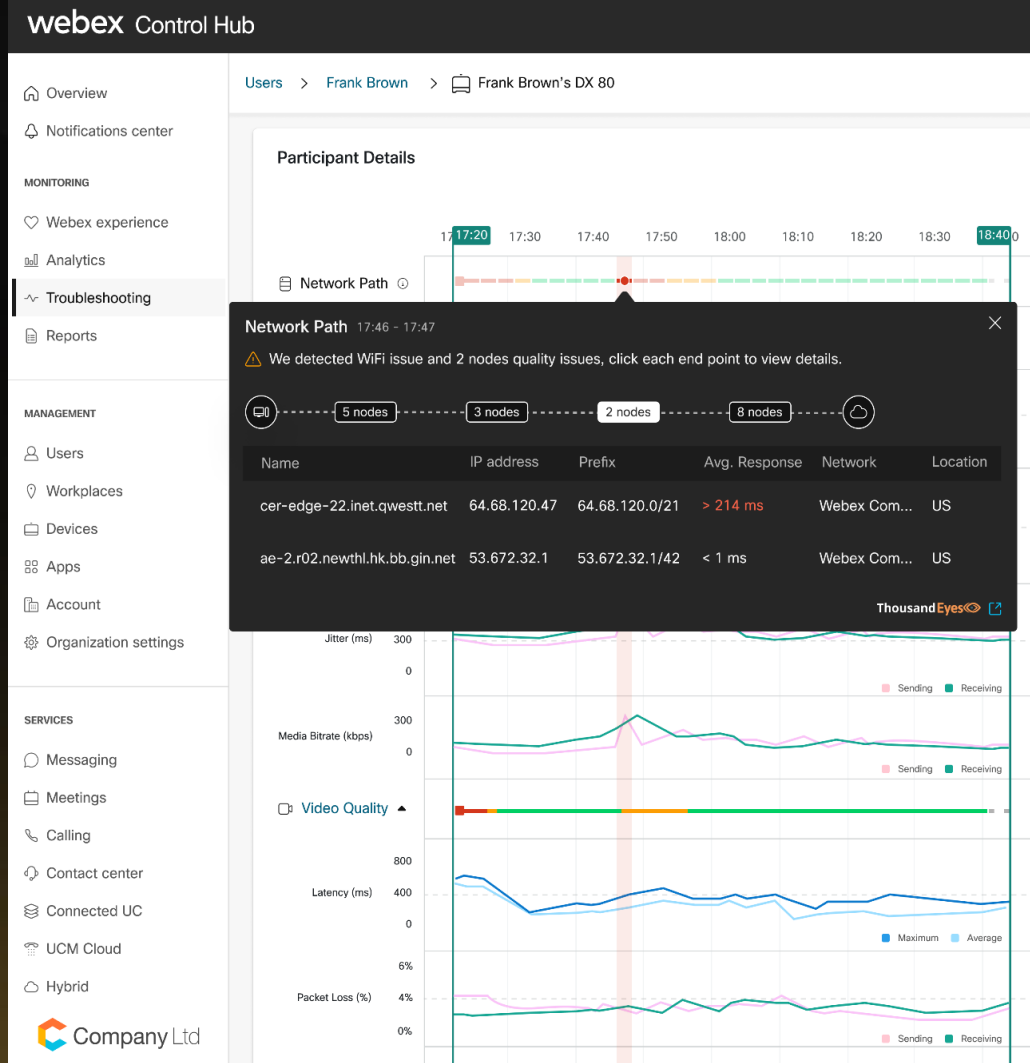 webex Control Hub
Overview
Notifications center
MONITORING
Webex experience
Analytics
Troubleshooting
Reports
MANAGEMENT
Users
Workplaces
Devices
Apps
Account
Organization settings
SERVICES
Messaging
Meetings
Calling
Contact center
Connected UC
UCM Cloud
Hybrid
Company Ltd
Users > Frank Brown > Frank Brown's DX 80
Participant Details
17:20 17:30 17:40 17:50 18:00 18:10 18:20 18:30 18:40
Network Path
Network Path 17:46 - 17:47
We detected WiFi issue and 2 nodes quality issues, click each end point to view details.
5 nodes 3 nodes 2 nodes 8 nodes
Name IP address Prefix Avg. Response Network Location
cer-edge-22.inet.qwestt.net 64.68.120.47 64.68.120.0/21 > 214 ms Webex Com... US
ae-2.r02.newthl.hk.bb.gin.net 53.672.32.1 53.672.32.1/42 < 1 ms Webex Com... US
ThousandEyes
Jitter (ms) 300
0
Sending Receiving
300
Media Bitrate (kbps)
0
Sending Receiving
Video Quality
800
Latency (ms) 400
0
Maximum Average
6%
Packet Loss (%) 4%
0%
Sending Receiving